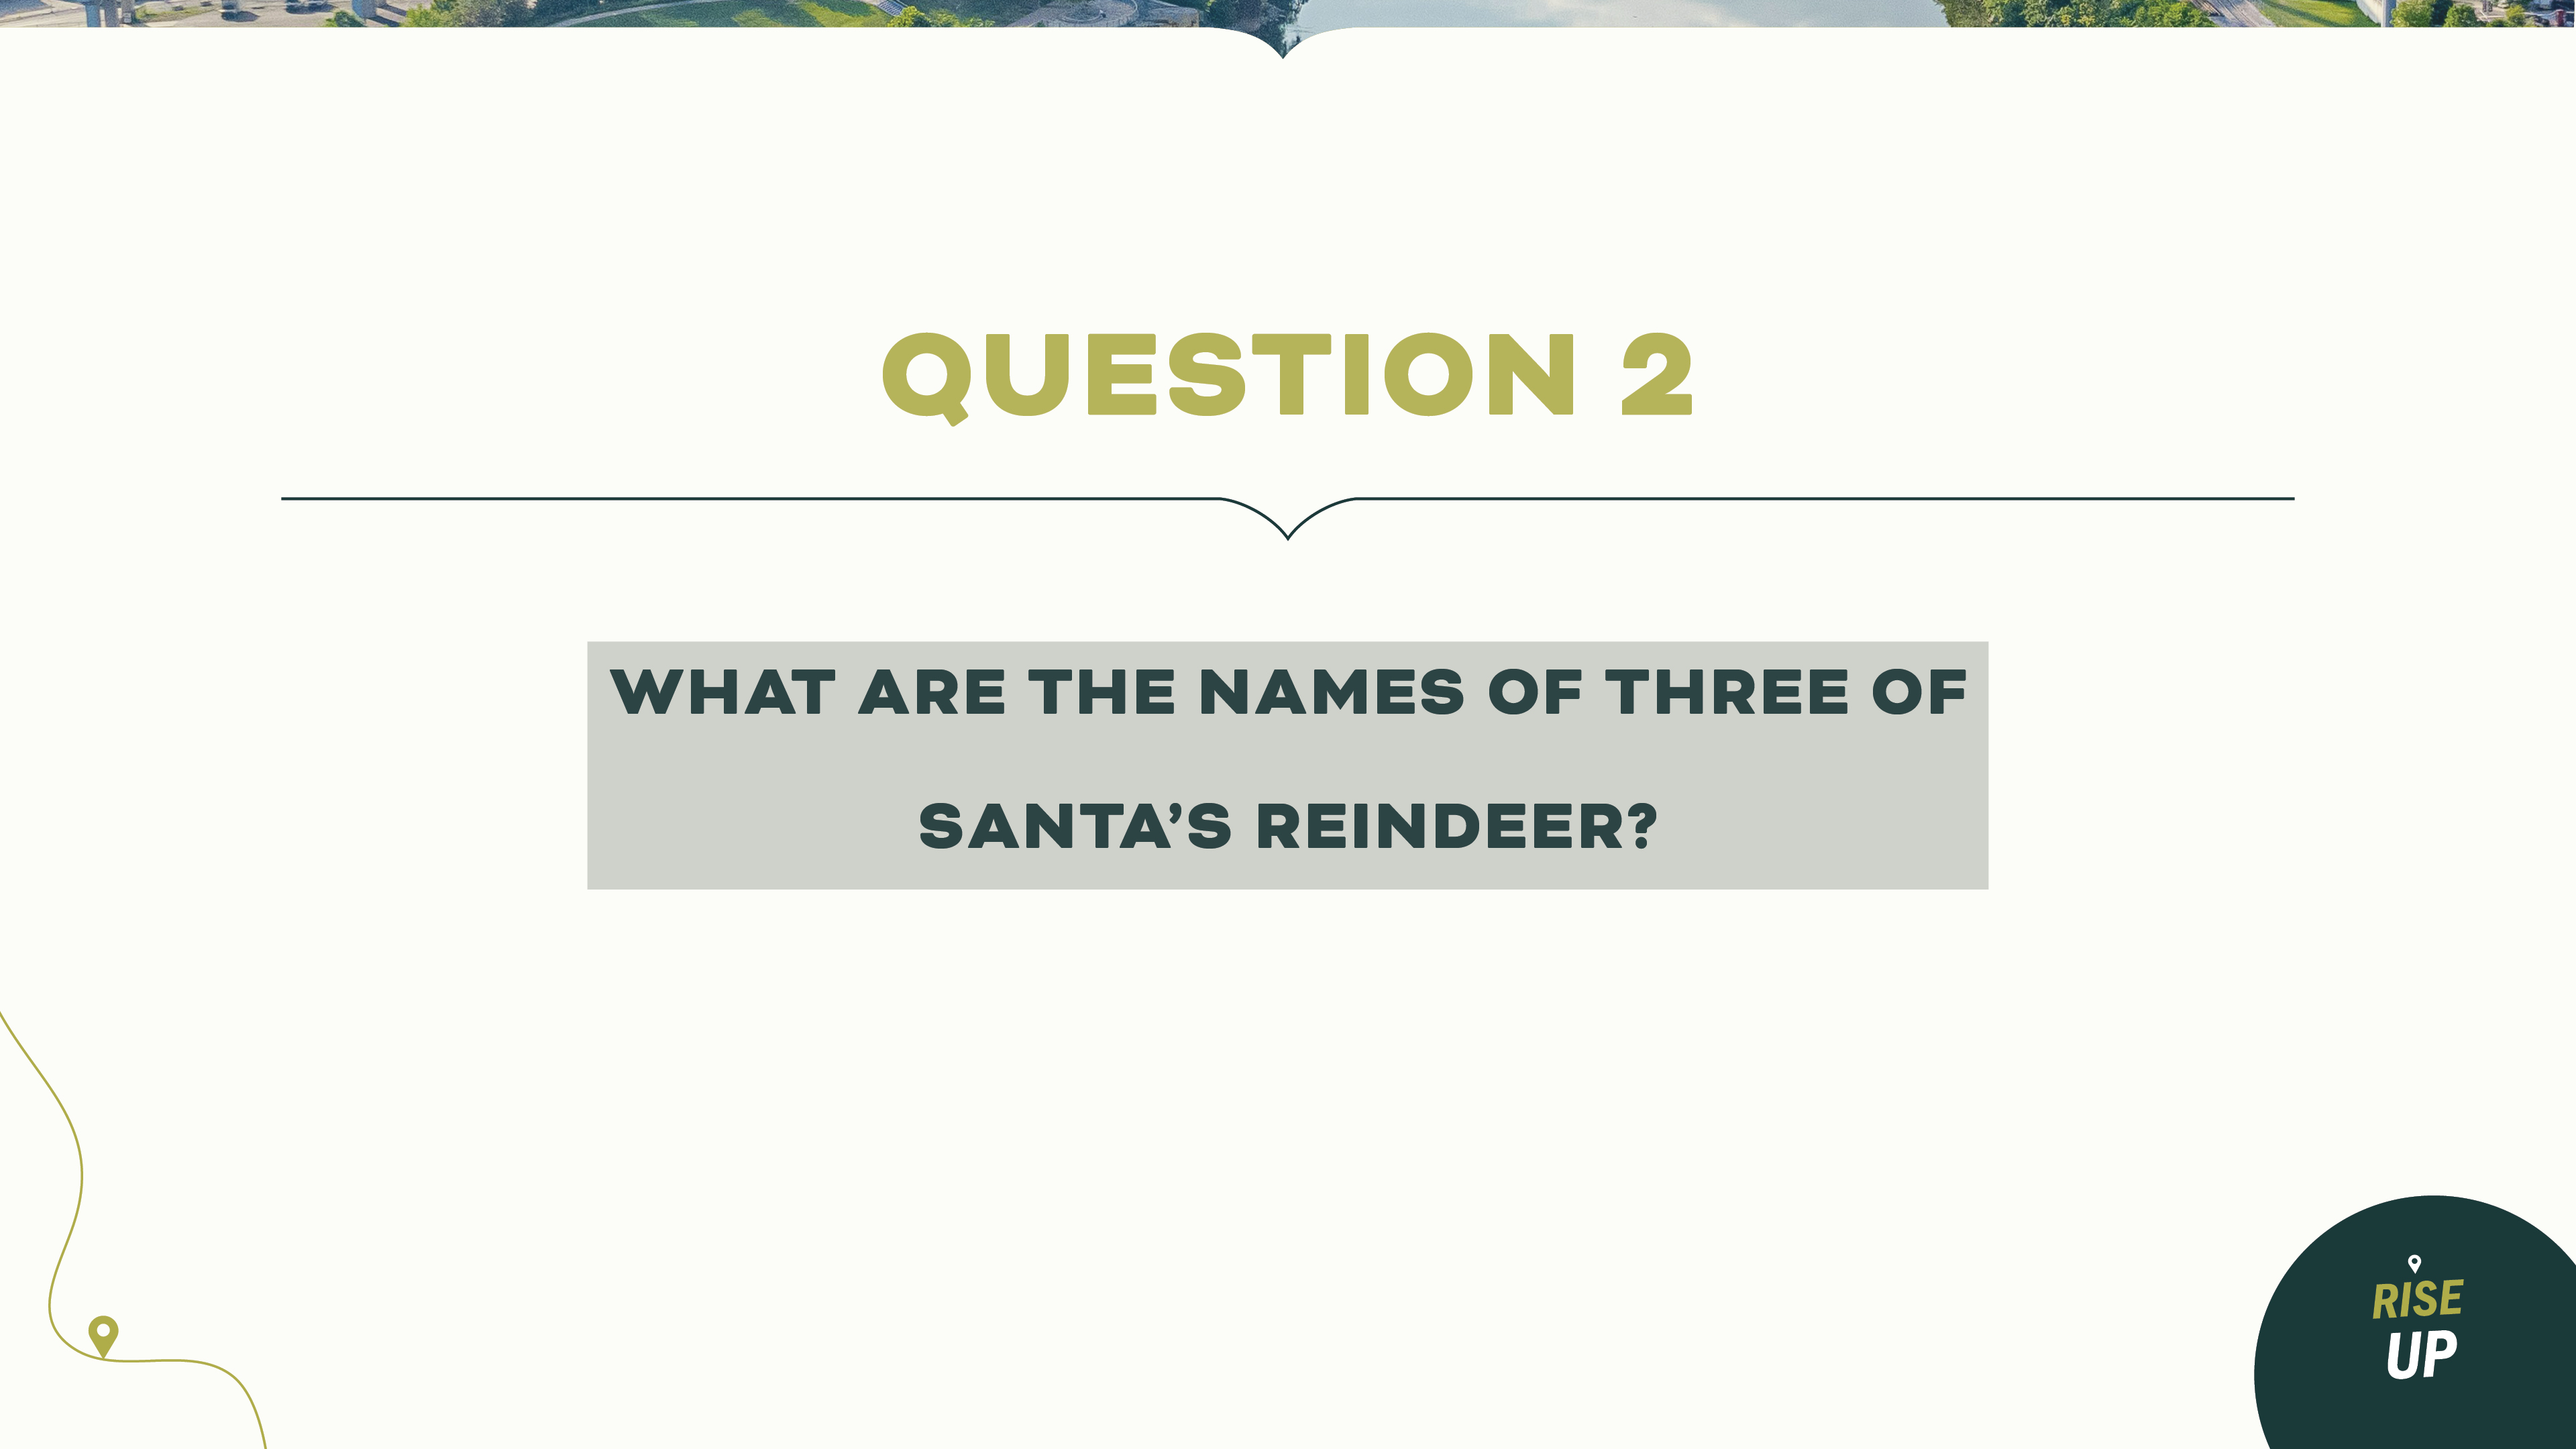 QUESTION 2
WHAT ARE THE NAMES OF THREE OF
SANTA’S REINDEER?
RISE
UP